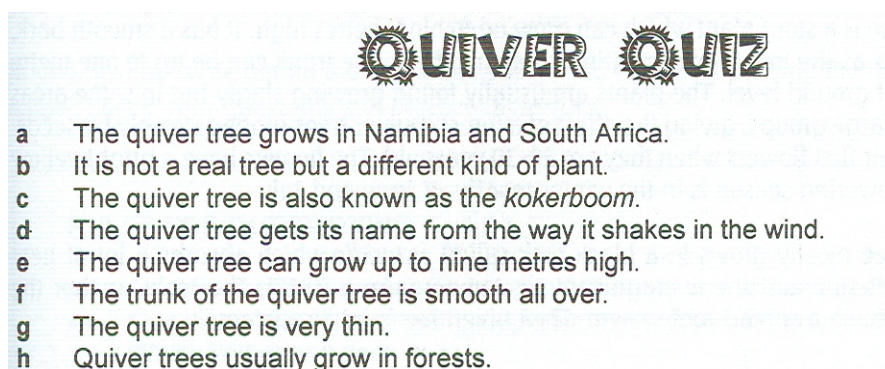 QUIVER QUIZ
a The quiver tree grows in Namibia and South Africa.
b It is not a real tree but a different kind of plant.
c The quiver tree is also known as the kokerboom.
d The quiver tree gets its name from the way it shakes in the wind.
e The quiver tree can grow up to nine metres high.
f The trunk of the quiver tree is smooth all over.
g The quiver tree is very thin.
h Quiver trees usually grow in forests.